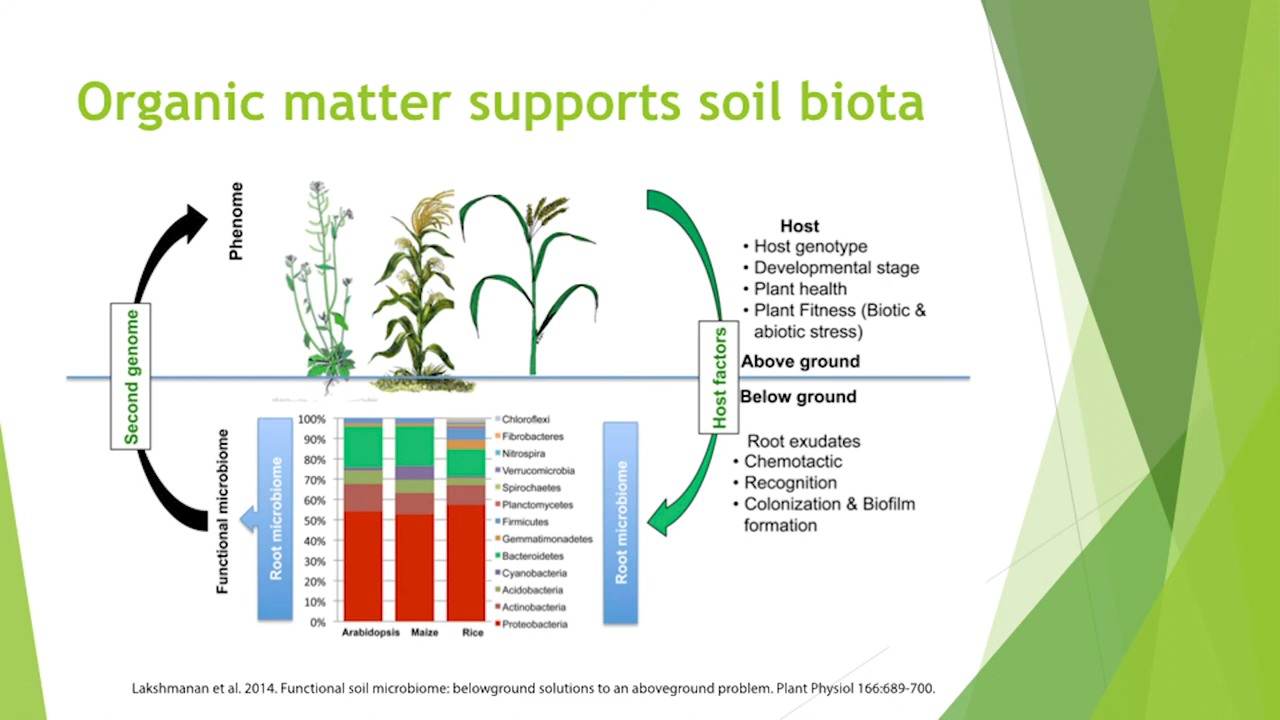 Organic matter supports soil biota
Phenome
Second genome
Functional microbiome
Root microbiome
100%
90%
80%
70%
60%
50%
40%
30%
20%
10%
0%
Arabidopsis Maize Rice
Chloroflexi
Fibrobacteres
Nitrospira
Verrucomicrobia
Spirochaetes
Planctomycetes
Firmicutes
Gemmatimonadetes
Bacteroidetes
Cyanobacteria
Acidobacteria
Actinobacteria
Proteobacteria
Root microbiome
Host factors
Host
• Host genotype
• Developmental stage
• Plant health
• Plant Fitness (Biotic &
abiotic stress)
Above ground
Below ground
Root exudates
• Chemotactic
• Recognition
• Colonization & Biofilm
formation
Lakshmanan et al. 2014. Functional soil microbiome: belowground solutions to an aboveground problem. Plant Physiol 166:689-700.